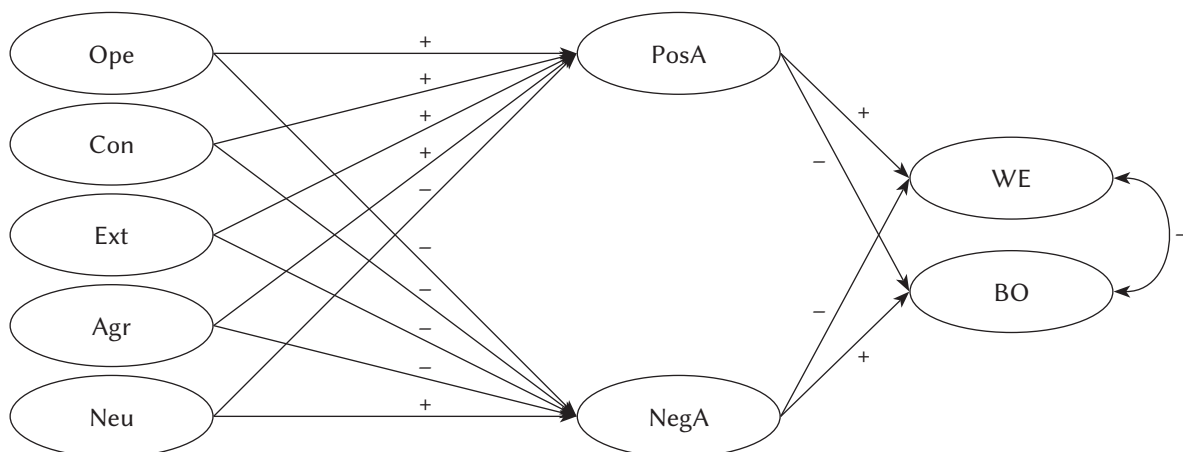 Ope
Con
Ext
Agr
Neu
+
+
+
+
–
–
–
–
–
+
PosA
NegA
+
–
–
+
WE
BO
–